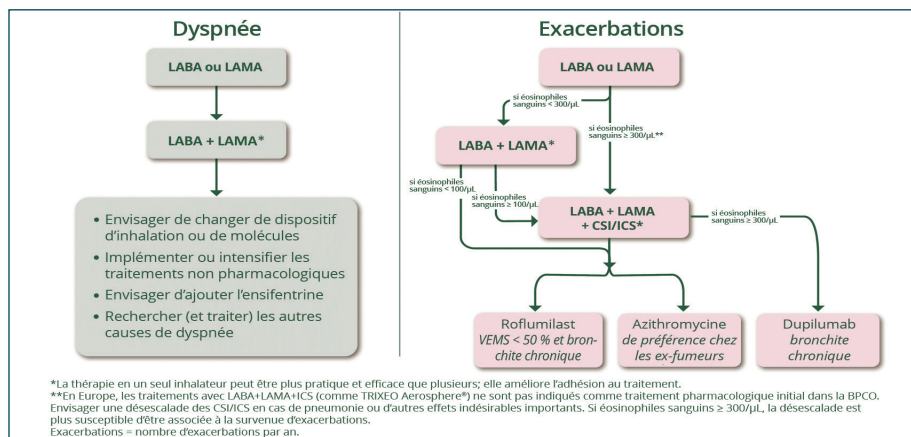 Dyspnée
LABA ou LAMA
LABA + LAMA*
• Envisager de changer de dispositif
d'inhalation ou de molécules
• Implémenter ou intensifier les
traitements non pharmacologiques
• Envisager d'ajouter l'ensifentrine
• Rechercher (et traiter) les autres
causes de dyspnée
Exacerbations
LABA ou LAMA
si éosinophiles
sanguins < 300/µL
si éosinophiles
sanguins ≥ 300/µL**
LABA + LAMA*
si éosinophiles
sanguins < 100/µL
si éosinophiles
sanguins ≥ 100/µL
LABA + LAMA
+ CSI/ICS*
si éosinophiles
sanguins ≥ 300/µL
Roflumilast
VEMS < 50 % et bron-
chite chronique
Azithromycine
de préférence chez
les ex-fumeurs
Dupilumab
bronchite
chronique
*La thérapie en un seul inhalateur peut être plus pratique et efficace que plusieurs; elle améliore l'adhésion au traitement.
**En Europe, les traitements avec LABA+LAMA+ICS (comme TRIXEO Aerosphere®) ne sont pas indiqués comme traitement pharmacologique initial dans la BPCO.
Envisager une désescalade des CSI/ICS en cas de pneumonie ou d'autres effets indésirables importants. Si éosinophiles sanguins ≥ 300/µL, la désescalade est
plus susceptible d'être associée à la survenue d'exacerbations.
Exacerbations = nombre d'exacerbations par an.